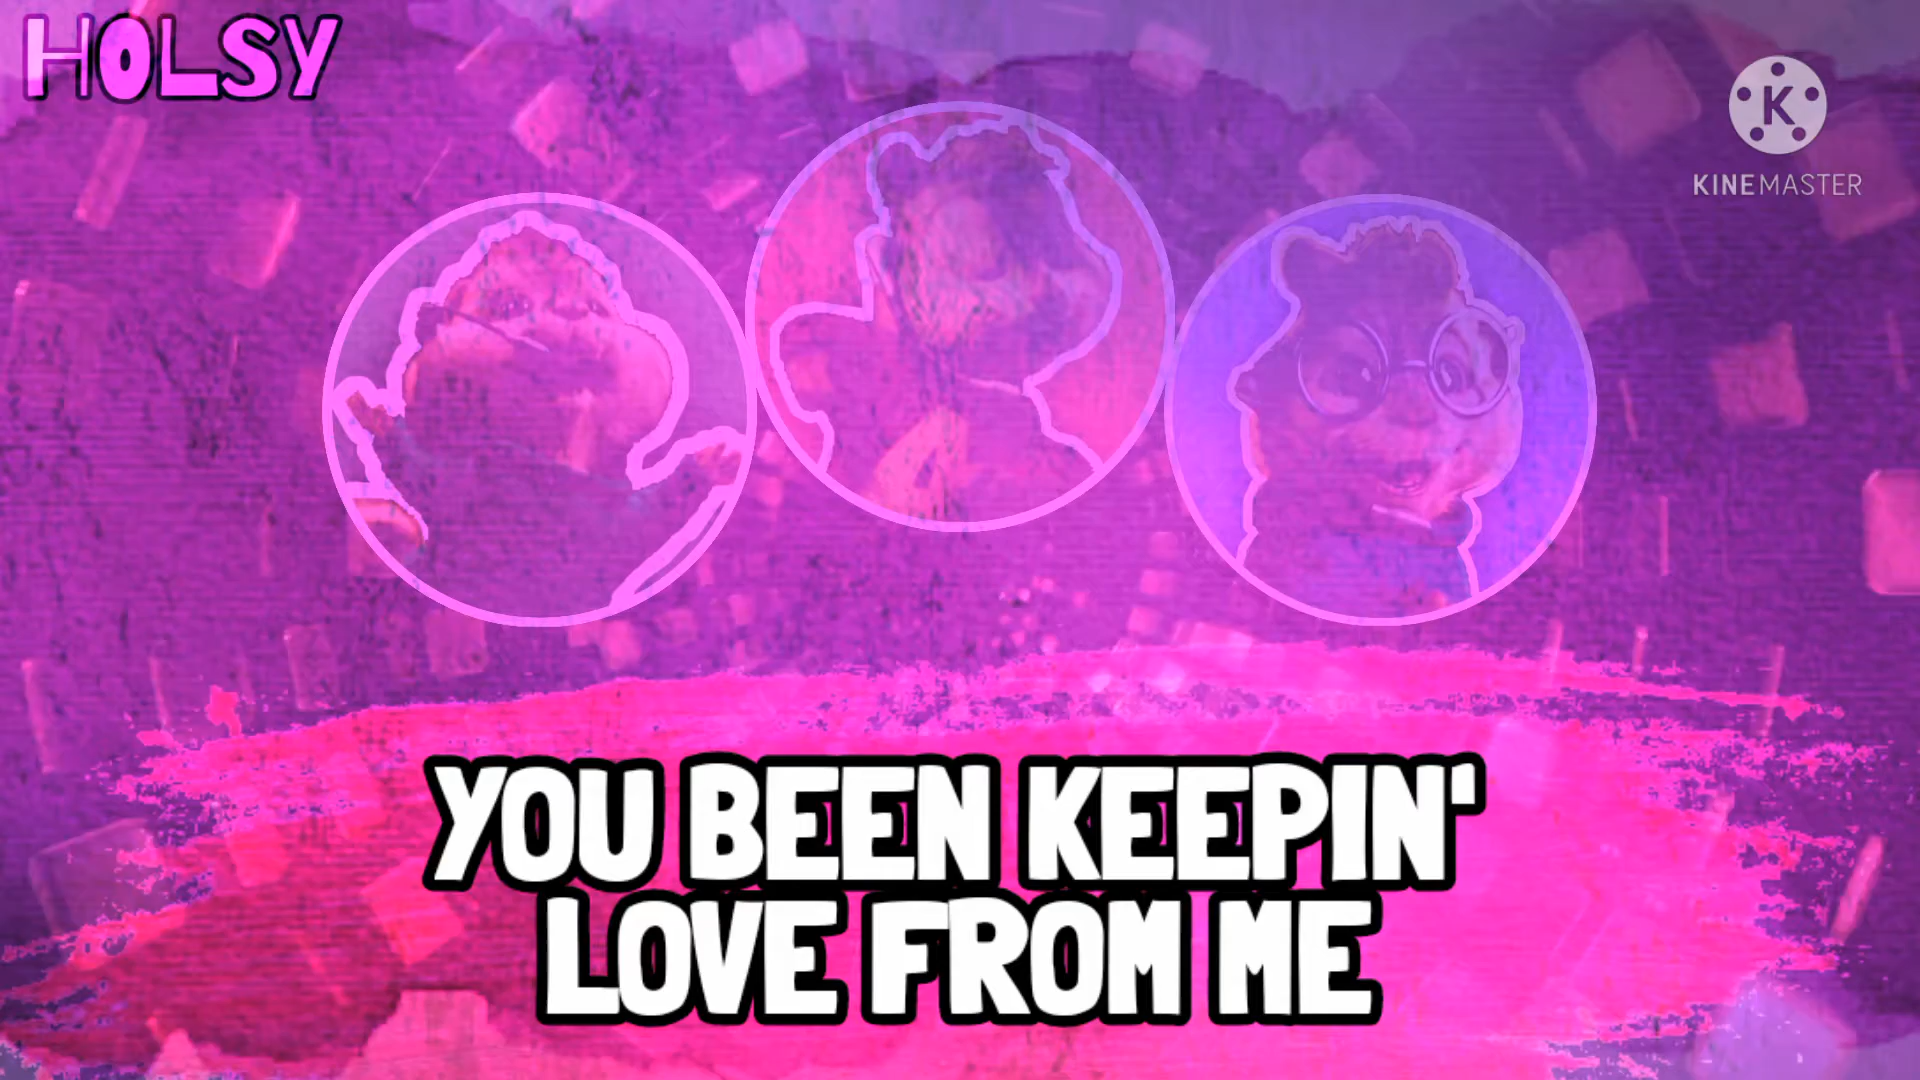 HOLSY
K
KINEMASTER
YOU BEEN KEEPIN'
LOVE FROM ME